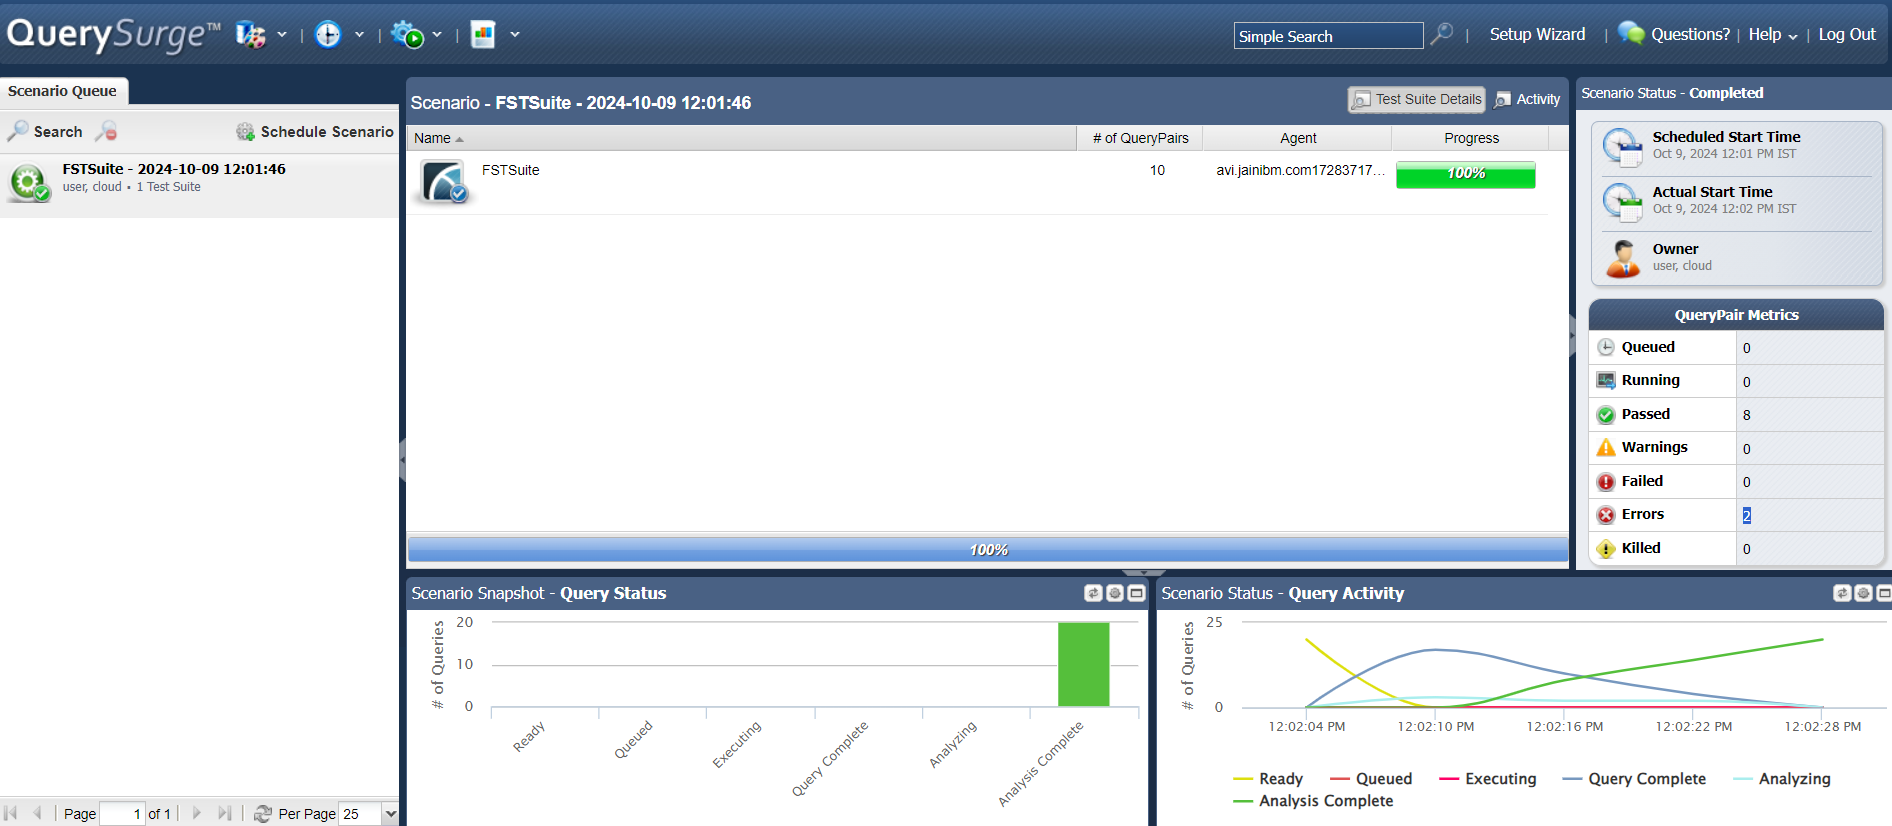 QuerySurge™
Simple Search
Setup Wizard
Questions?
Help
Log Out
Scenario Queue
Search
Schedule Scenario
FSTSuite - 2024-10-09 12:01:46
user, cloud • 1 Test Suite
Page 1 of 1
Per Page 25
Scenario - FSTSuite - 2024-10-09 12:01:46
Test Suite Details
Activity
Name # of QueryPairs Agent Progress
FSTSuite 10 avi.jainibm.com17283717... 100%
100%
Scenario Status - Completed
Scheduled Start Time
Oct 9, 2024 12:01 PM IST
Actual Start Time
Oct 9, 2024 12:02 PM IST
Owner
user, cloud
QueryPair Metrics
Queued 0
Running 0
Passed 8
Warnings 0
Failed 0
Errors 2
Killed 0
Scenario Snapshot - Query Status
# of Queries
20
10
0
Ready
Queued
Executing
Query Complete
Analyzing
Analysis Complete
Scenario Status - Query Activity
# of Queries
25
0
12:02:04 PM 12:02:10 PM 12:02:16 PM 12:02:22 PM 12:02:28 PM
Ready Queued Executing Query Complete Analyzing
Analysis Complete